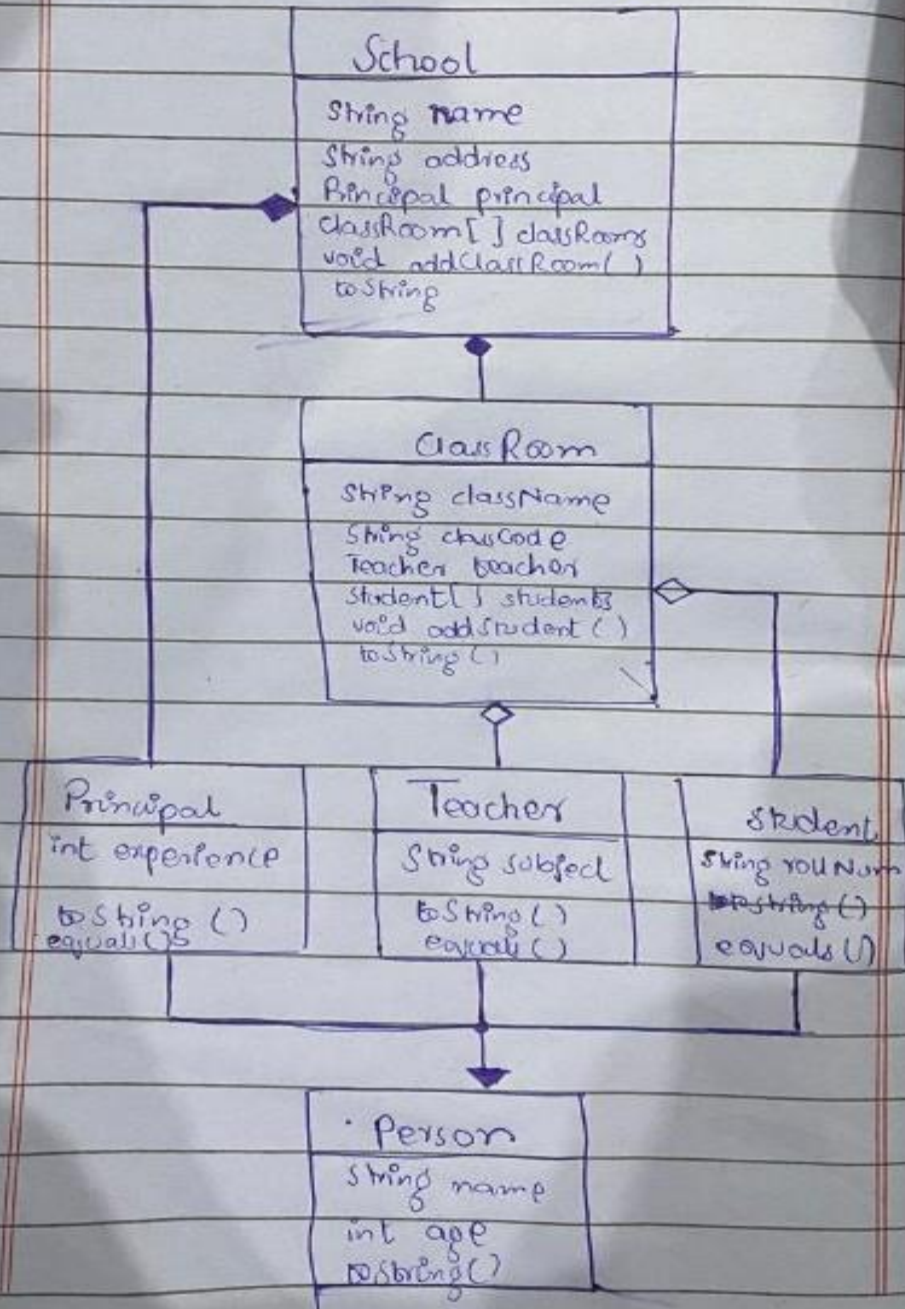 School
String name
String address
Principal principal
ClassRoom[] classRooms
void addClassRoom()
toString
ClassRoom
String className
String classCode
Teacher teacher
Student[] students
void addStudent()
toString()
Principal
int experience
toString()
equals()
Teacher
String subject
toString()
equals()
Student
String rollNum
toString()
equals()
Person
String name
int age
toString()